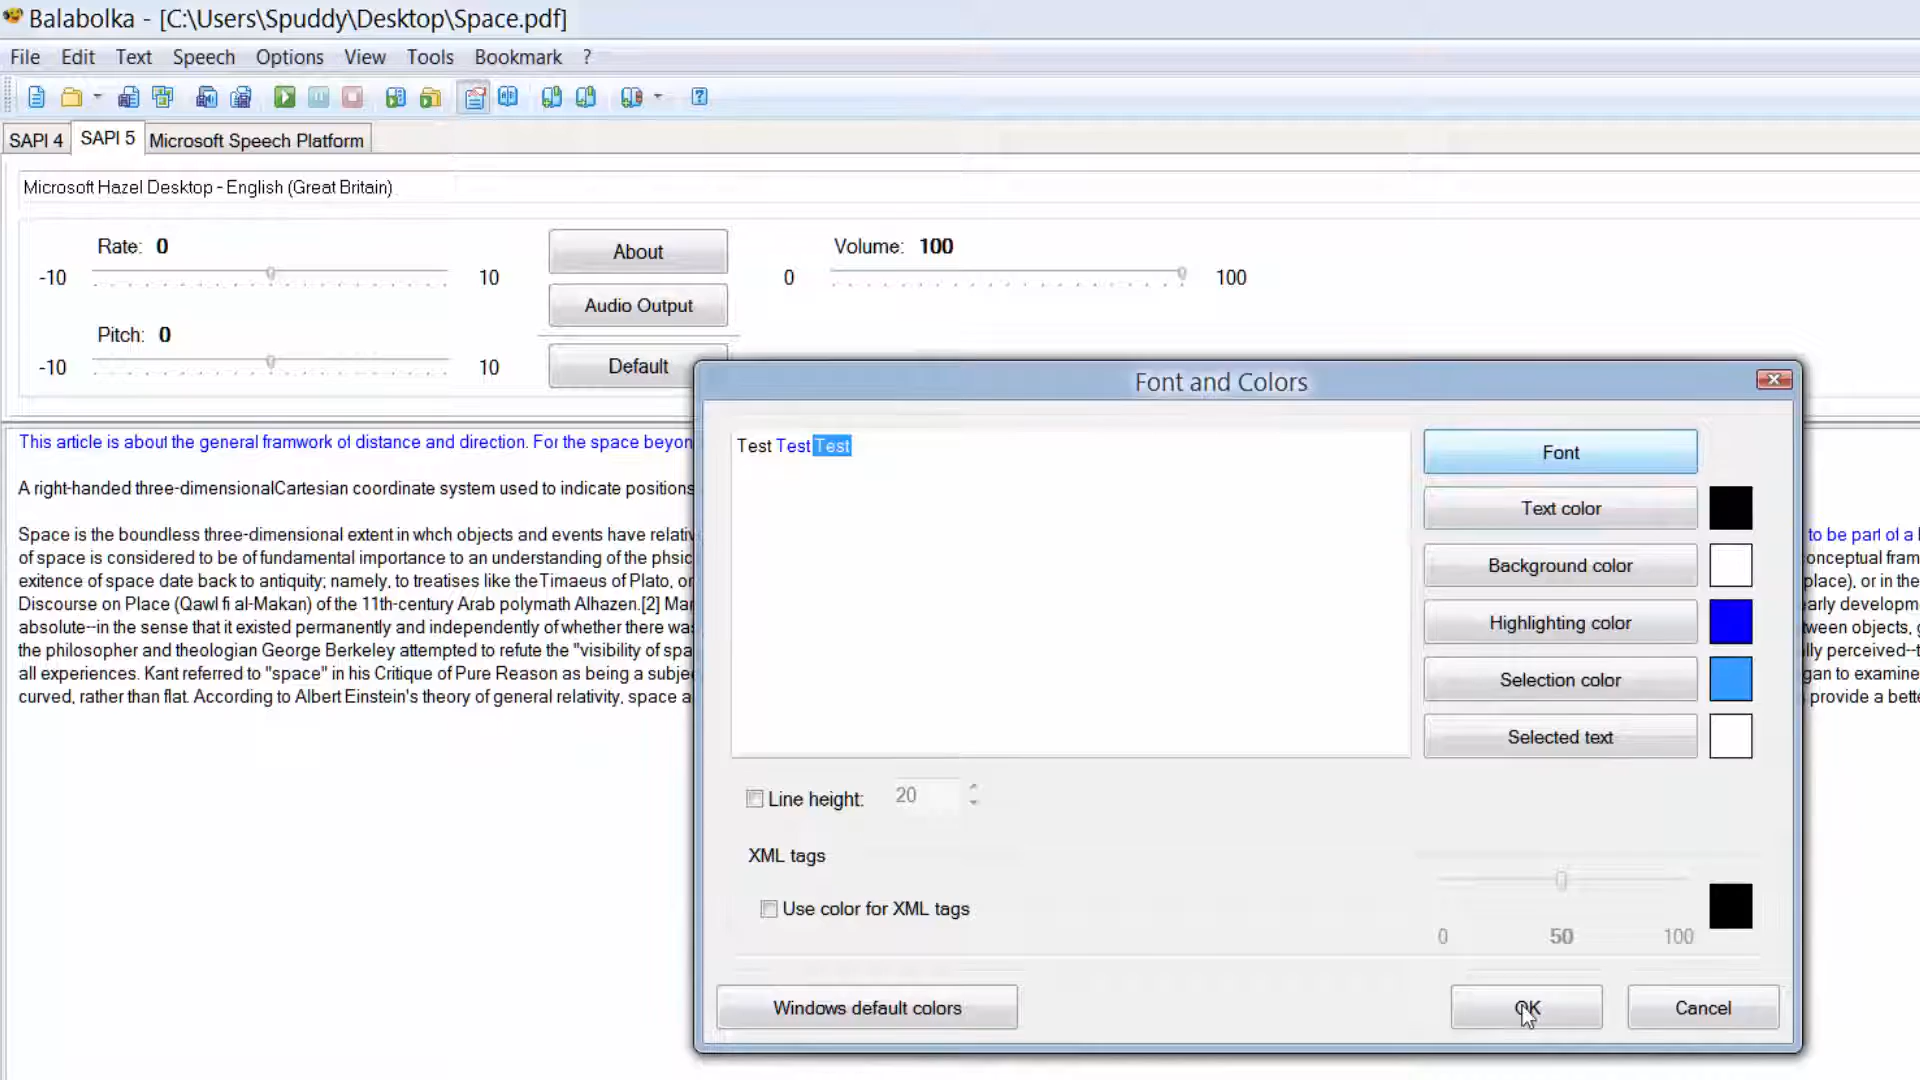 Balabolka - [C:\Users\Spuddy\Desktop\Space.pdf]
File Edit Text Speech Options View Tools Bookmark ?
SAPI 4 SAPI 5 Microsoft Speech Platform
Microsoft Hazel Desktop - English (Great Britain)
Rate: 0
-10 10
About
Volume: 100
0 100
Audio Output
Pitch: 0
-10 10
Default
This article is about the general framwork of distance and direction. For the space beyon
A right-handed three-dimensionalCartesian coordinate system used to indicate positions
Space is the boundless three-dimensional extent in whch objects and events have relativ
of space is considered to be of fundamental importance to an understanding of the phsic
exitence of space date back to antiquity; namely, to treatises like theTimaeus of Plato, or
Discourse on Place (Qawl fi al-Makan) of the 11th-century Arab polymath Alhazen.[2] Mar
absolute--in the sense that it existed permanently and independently of whether there was
the philosopher and theologian George Berkeley attempted to refute the "visibility of spa
all experiences. Kant referred to "space" in his Critique of Pure Reason as being a subje
curved, rather than flat. According to Albert Einstein's theory of general relativity, space a
Font and Colors
Test Test Test
Font
Text color
Background color
Highlighting color
Selection color
Selected text
Line height: 20
XML tags
Use color for XML tags
0 50 100
Windows default colors
OK
Cancel
to be part of a
onceptual fram
place), or in the
arly developm
ween objects,
lly perceived--t
gan to examine
provide a bette